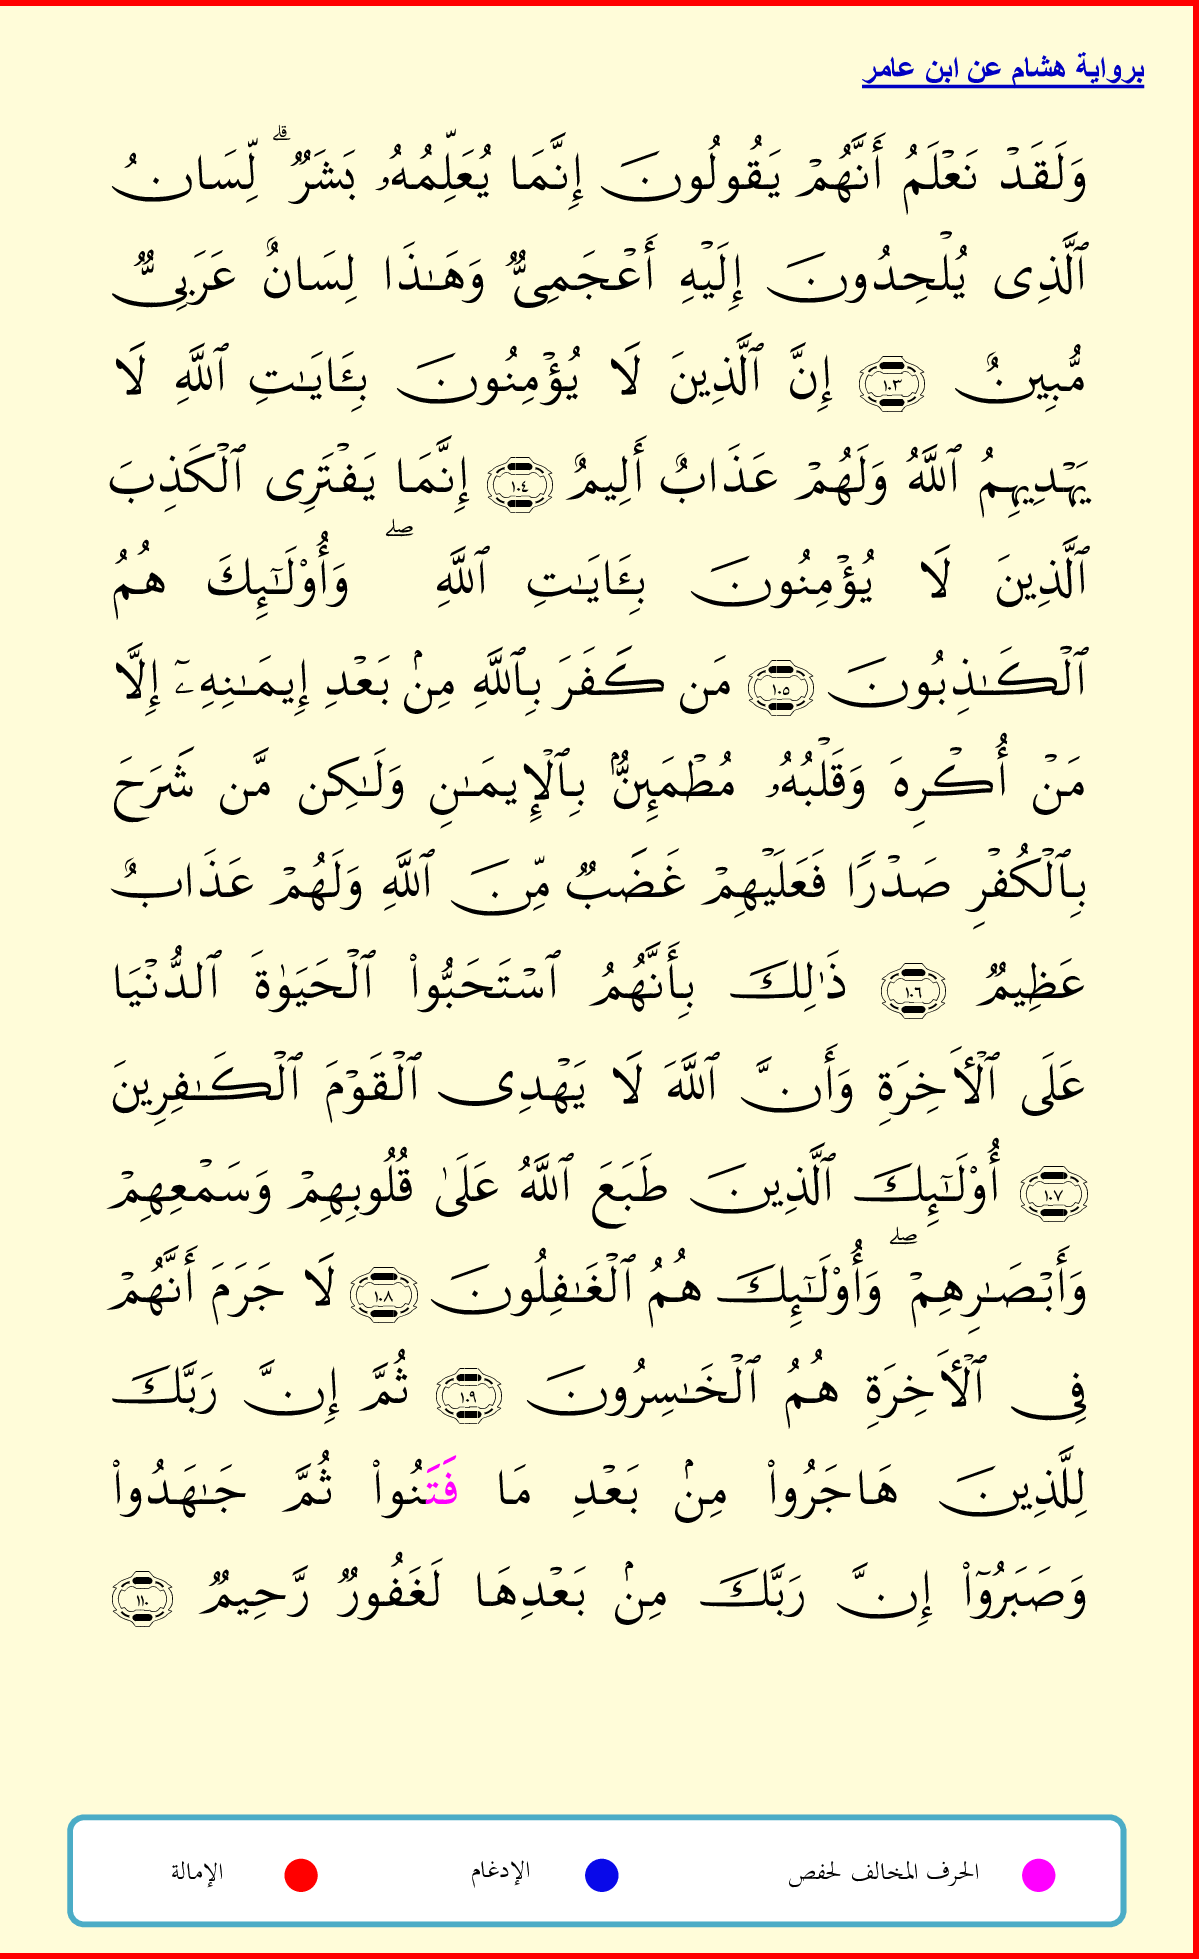 برواية هشام عن ابن عامر
وَلَقَدۡ نَعۡلَمُ أَنَّهُمۡ يَقُولُونَ إِنَّمَا يُعَلِّمُهُۥ بَشَرٞۗ لِّسَانُ
ٱلَّذِي يُلۡحِدُونَ إِلَيۡهِ أَعۡجَمِيّٞ وَهَٰذَا لِسَانٌ عَرَبِيّٞ
مُّبِينٌ ١٠٣ إِنَّ ٱلَّذِينَ لَا يُؤۡمِنُونَ بِـَٔايَٰتِ ٱللَّهِ لَا
يَهۡدِيهِمُ ٱللَّهُ وَلَهُمۡ عَذَابٌ أَلِيمٌ ١٠٤ إِنَّمَا يَفۡتَرِي ٱلۡكَذِبَ
ٱلَّذِينَ لَا يُؤۡمِنُونَ بِـَٔايَٰتِ ٱللَّهِۖ وَأُوْلَٰٓئِكَ هُمُ
ٱلۡكَٰذِبُونَ ١٠٥ مَن كَفَرَ بِٱللَّهِ مِنۢ بَعۡدِ إِيمَٰنِهِۦٓ إِلَّا
مَنۡ أُكۡرِهَ وَقَلۡبُهُۥ مُطۡمَئِنُّۢ بِٱلۡإِيمَٰنِ وَلَٰكِن مَّن شَرَحَ
بِٱلۡكُفۡرِ صَدۡرٗا فَعَلَيۡهِمۡ غَضَبٞ مِّنَ ٱللَّهِ وَلَهُمۡ عَذَابٌ
عَظِيمٞ ١٠٦ ذَٰلِكَ بِأَنَّهُمُ ٱسۡتَحَبُّواْ ٱلۡحَيَوٰةَ ٱلدُّنۡيَا
عَلَى ٱلۡأٓخِرَةِ وَأَنَّ ٱللَّهَ لَا يَهۡدِي ٱلۡقَوۡمَ ٱلۡكَٰفِرِينَ
١٠٧ أُوْلَٰٓئِكَ ٱلَّذِينَ طَبَعَ ٱللَّهُ عَلَىٰ قُلُوبِهِمۡ وَسَمۡعِهِمۡ
وَأَبۡصَٰرِهِمۡۖ وَأُوْلَٰٓئِكَ هُمُ ٱلۡغَٰفِلُونَ ١٠٨ لَا جَرَمَ أَنَّهُمۡ
فِي ٱلۡأٓخِرَةِ هُمُ ٱلۡخَٰسِرُونَ ١٠٩ ثُمَّ إِنَّ رَبَّكَ
لِلَّذِينَ هَاجَرُواْ مِنۢ بَعۡدِ مَا فَتَنُواْ ثُمَّ جَٰهَدُواْ
وَصَبَرُوٓاْ إِنَّ رَبَّكَ مِنۢ بَعۡدِهَا لَغَفُورٞ رَّحِيمٞ ١١٠
الحرف المخالف لحفص الإدغام الإمالة